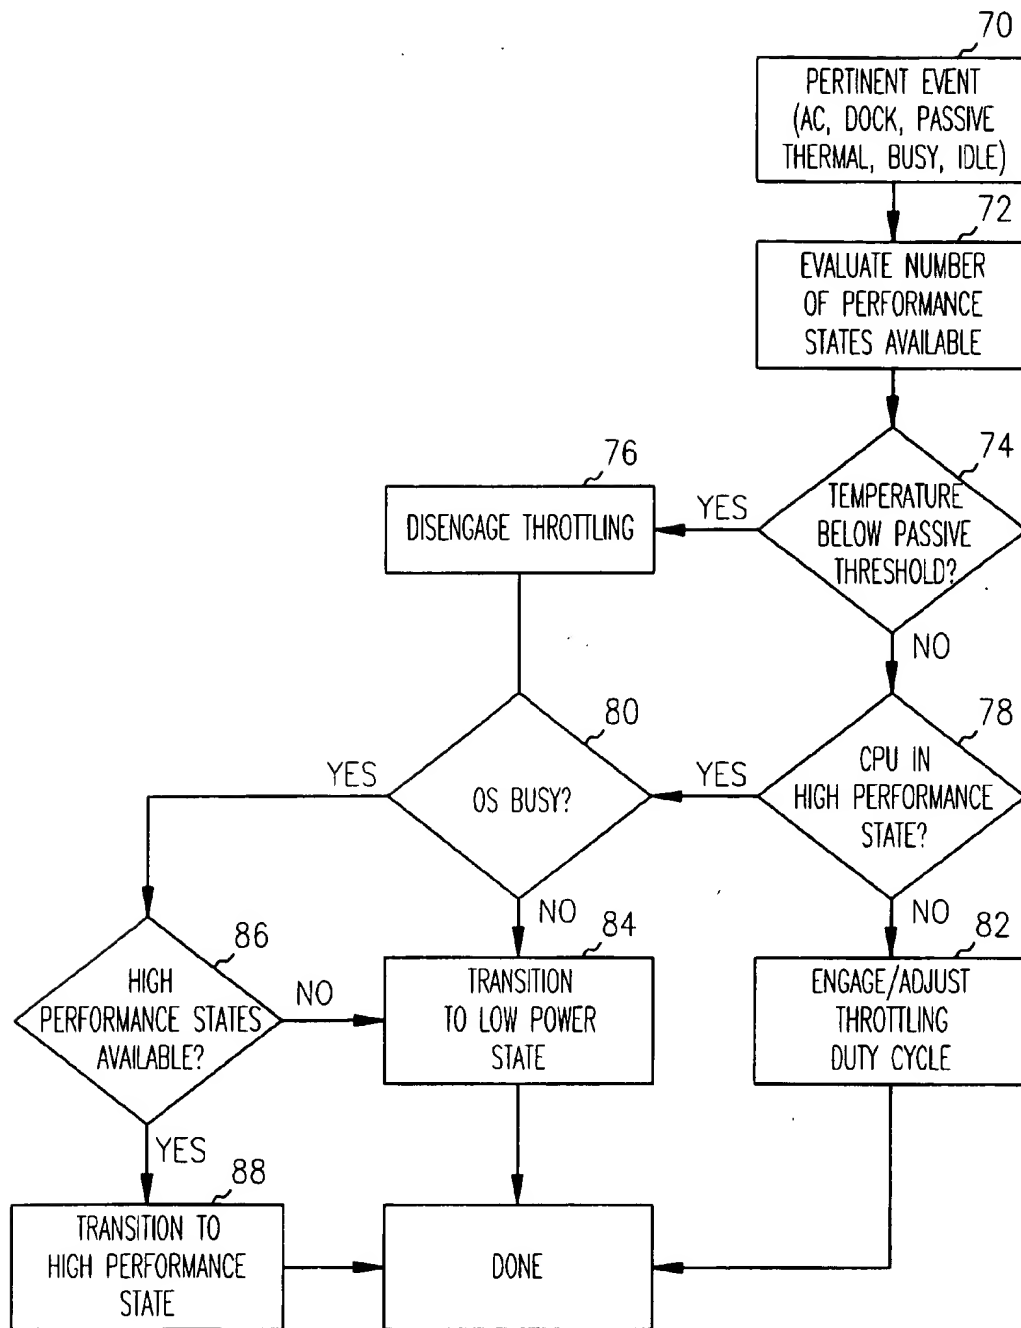 70
PERTINENT EVENT
(AC, DOCK, PASSIVE
THERMAL, BUSY, IDLE)
72
EVALUATE NUMBER
OF PERFORMANCE
STATES AVAILABLE
74
TEMPERATURE
BELOW PASSIVE
THRESHOLD?
YES
76
DISENGAGE THROTTLING
NO
78
CPU IN
HIGH PERFORMANCE
STATE?
YES
80
OS BUSY?
YES
NO
82
ENGAGE/ADJUST
THROTTLING
DUTY CYCLE
NO
84
TRANSITION
TO LOW POWER
STATE
86
HIGH
PERFORMANCE STATES
AVAILABLE?
NO
YES
88
TRANSITION TO
HIGH PERFORMANCE
STATE
DONE